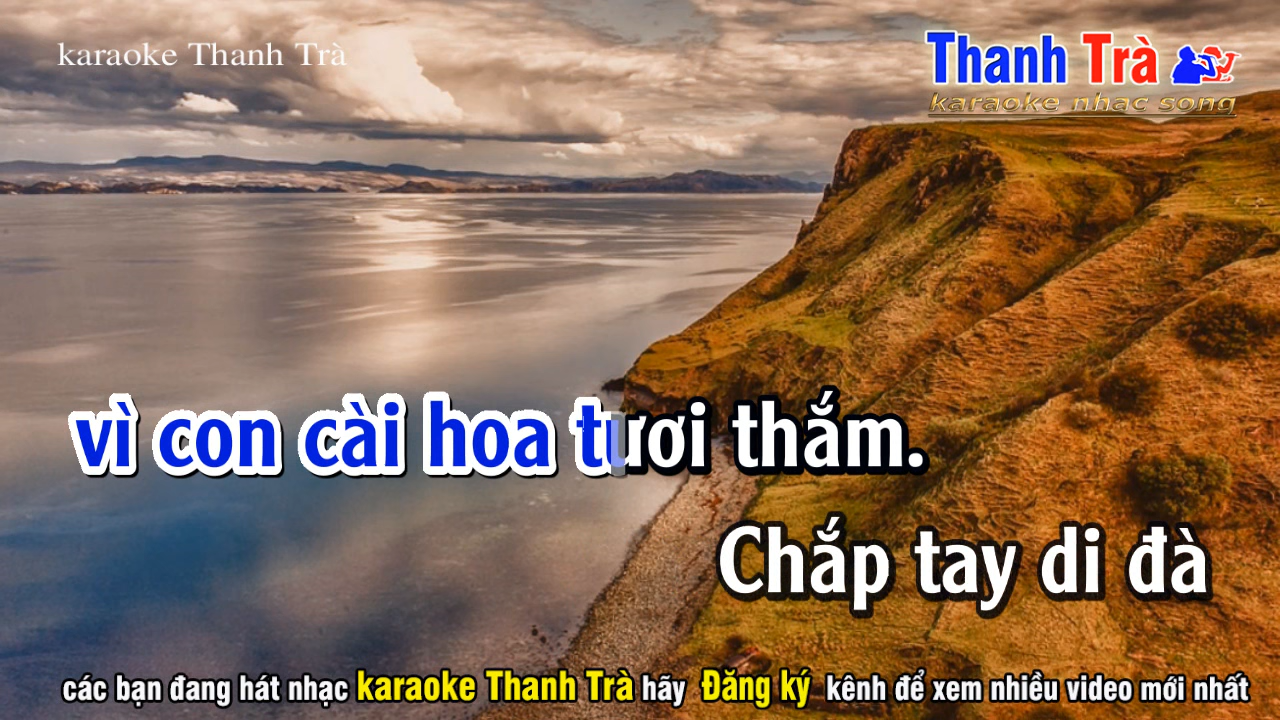 karaoke Thanh Trà
Thanh Trà
karaoke nhac song
vì con cài hoa tươi thắm.
Chắp tay di đà
các bạn đang hát nhạc karaoke Thanh Trà hãy Đăng ký kênh để xem nhiều video mới nhất